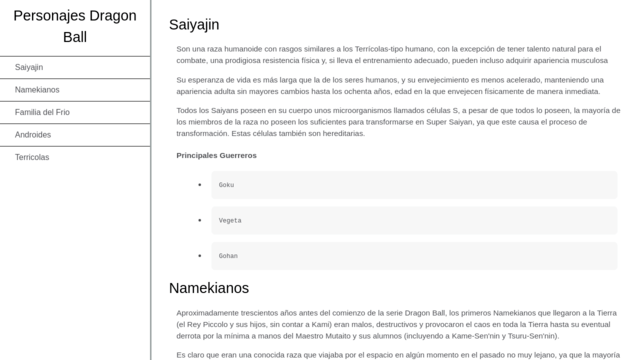 Personajes Dragon
Ball
Saiyajin
Namekianos
Familia del Frio
Androides
Terricolas
Saiyajin
Son una raza humanoide con rasgos similares a los Terrícolas-tipo humano, con la excepción de tener talento natural para el
combate, una prodigiosa resistencia física y, si lleva el entrenamiento adecuado, pueden incluso adquirir apariencia musculosa
Su esperanza de vida es más larga que la de los seres humanos, y su envejecimiento es menos acelerado, manteniendo una
apariencia adulta sin muchos cambios hasta los ochenta años, edad en la que envejecen físicamente de manera inmediata.
Todos los Saiyans poseen en su cuerpo unos microorganismos llamados células S, a pesar de que todos lo poseen, la mayoría de
los miembros de la raza no poseen los suficientes para transformarse en Super Saiyan, ya que este causa el proceso de
transformación. Estas células también son hereditarias.
Principales Guerreros
Goku
Vegeta
Gohan
Namekianos
Aproximadamente trescientos años antes del comienzo de la serie Dragon Ball, los primeros Namekianos que llegaron a la Tierra
(el Rey Piccolo y sus hijos, sin contar a Kami) eran malos, destructivos y provocaron el caos en toda la Tierra hasta su eventual
derrota por la mínima a manos del Maestro Mutaito y sus alumnos (incluyendo a Kame-Sen'nin y Tsuru-Sen'nin).
Es claro que eran una conocida raza que viajaba por el espacio en algún momento en el pasado no muy lejano, ya que la mayoría